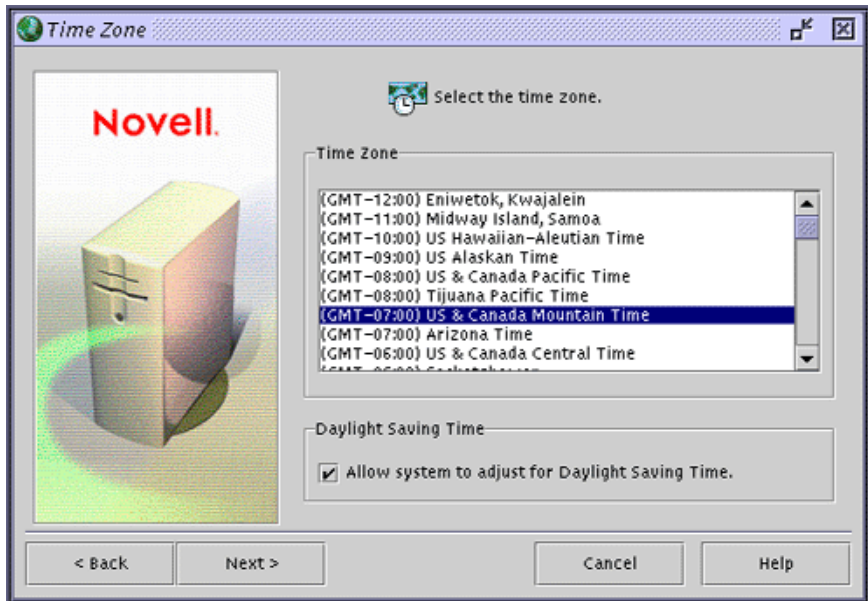 Time Zone
Novell.
Select the time zone.
Time Zone
(GMT-12:00) Eniwetok, Kwajalein
(GMT-11:00) Midway Island, Samoa
(GMT-10:00) US Hawaiian-Aleutian Time
(GMT-09:00) US Alaskan Time
(GMT-08:00) US & Canada Pacific Time
(GMT-08:00) Tijuana Pacific Time
(GMT-07:00) US & Canada Mountain Time
(GMT-07:00) Arizona Time
(GMT-06:00) US & Canada Central Time
(GMT-06:00) Saskatchewan
Daylight Saving Time
Allow system to adjust for Daylight Saving Time.
< Back
Next >
Cancel
Help